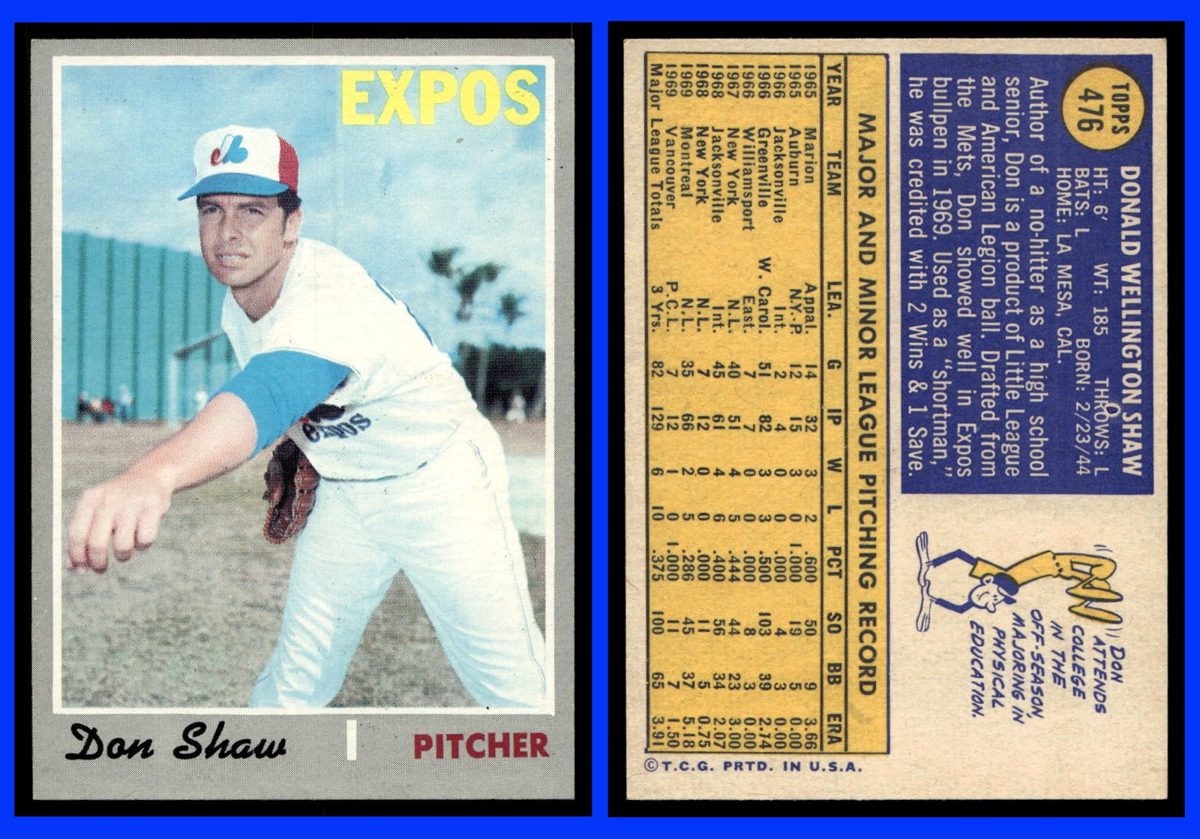 EXPOS
e b
expos
Don Shaw
PITCHER
TOPPS
476
DONALD WELLINGTON SHAW
HT: 6' WT: 185 THROWS: L
BATS: L BORN: 2/23/44
HOME: LA MESA, CAL.
Author of a no-hitter as a high school
senior, Don is a product of Little League
and American Legion ball. Drafted from
the Mets, Don showed well in Expos
bullpen in 1969. Used as a "shortman,"
he was credited with 2 Wins & 1 Save.
DON
ATTENDS
COLLEGE
IN THE
OFF-SEASON,
MAJORING IN
PHYSICAL
EDUCATION.
MAJOR AND MINOR LEAGUE PITCHING RECORD
YEAR TEAM LEA. G IP W L PCT SO BB ERA
1965 Marion Appal. 14 32 3 2 .600 50 9 3.66
1965 Auburn N.Y.-P. 12 15 3 0 1.000 19 5 0.00
1966 Jacksonville Int. 2 4 0 0 .000 4 3 0.00
1966 Greenville W. Carol. 51 82 3 3 .500 103 39 2.74
1966 Williamsport East. 7 7 0 0 .000 8 3
1967 New York N.L. 40 51 4 5 .444 44 23 3.00
1968 Jacksonville Int. 45 61 4 6 .400 56 34 2.07
1968 New York N.L. 7 12 0 0 .000 11 5 0.75
1969 Montreal N.L. 35 66 2 5 .286 45 37 5.18
1969 Vancouver P.C.L. 7 12 1 0 1.000 11 7 1.50
Major League Totals 3 Yrs. 82 129 6 10 .375 100 65 3.91
© T.C.G. PRTD. IN U.S.A.